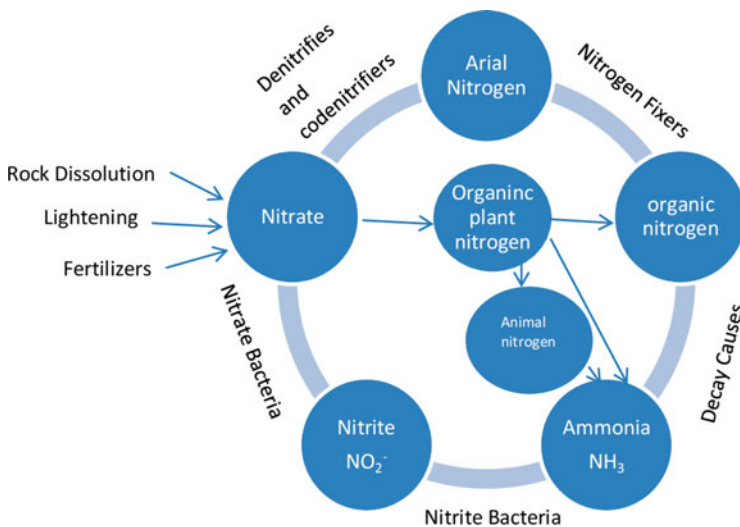 Denitrifies
and
codenitrifiers
Arial
Nitrogen
Nitrogen Fixers
Rock Dissolution
Lightening
Fertilizers
Nitrate
Organinc
plant
nitrogen
organic
nitrogen
Animal
nitrogen
Nitrate Bacteria
Decay Causes
Nitrite
NO₂⁻
Ammonia
NH₃
Nitrite Bacteria